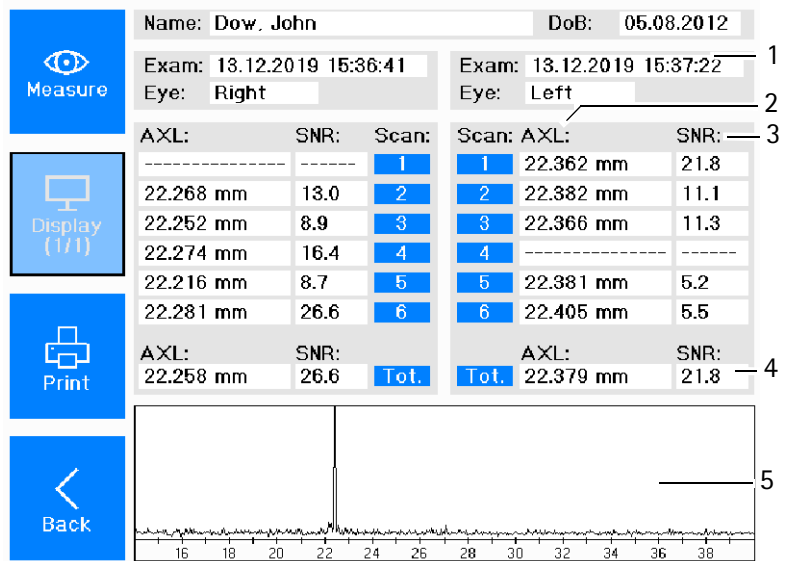 Name: Dow, John DoB: 05.08.2012
Measure
Exam: 13.12.2019 15:36:41
Eye: Right
Exam: 13.12.2019 15:37:22
Eye: Left
1
2
3
AXL: SNR: Scan:
---------------- ------ 1
22.268 mm 13.0 2
22.252 mm 8.9 3
22.274 mm 16.4 4
22.216 mm 8.7 5
22.281 mm 26.6 6
AXL: SNR:
22.258 mm 26.6 Tot.
Scan: AXL: SNR:
1 22.362 mm 21.8
2 22.382 mm 11.1
3 22.366 mm 11.3
4 ---------------- ------
5 22.381 mm 5.2
6 22.405 mm 5.5
AXL: SNR:
Tot. 22.379 mm 21.8
4
Display
(1/1)
Print
Back
5
16 18 20 22 24 26 28 30 32 34 36 38